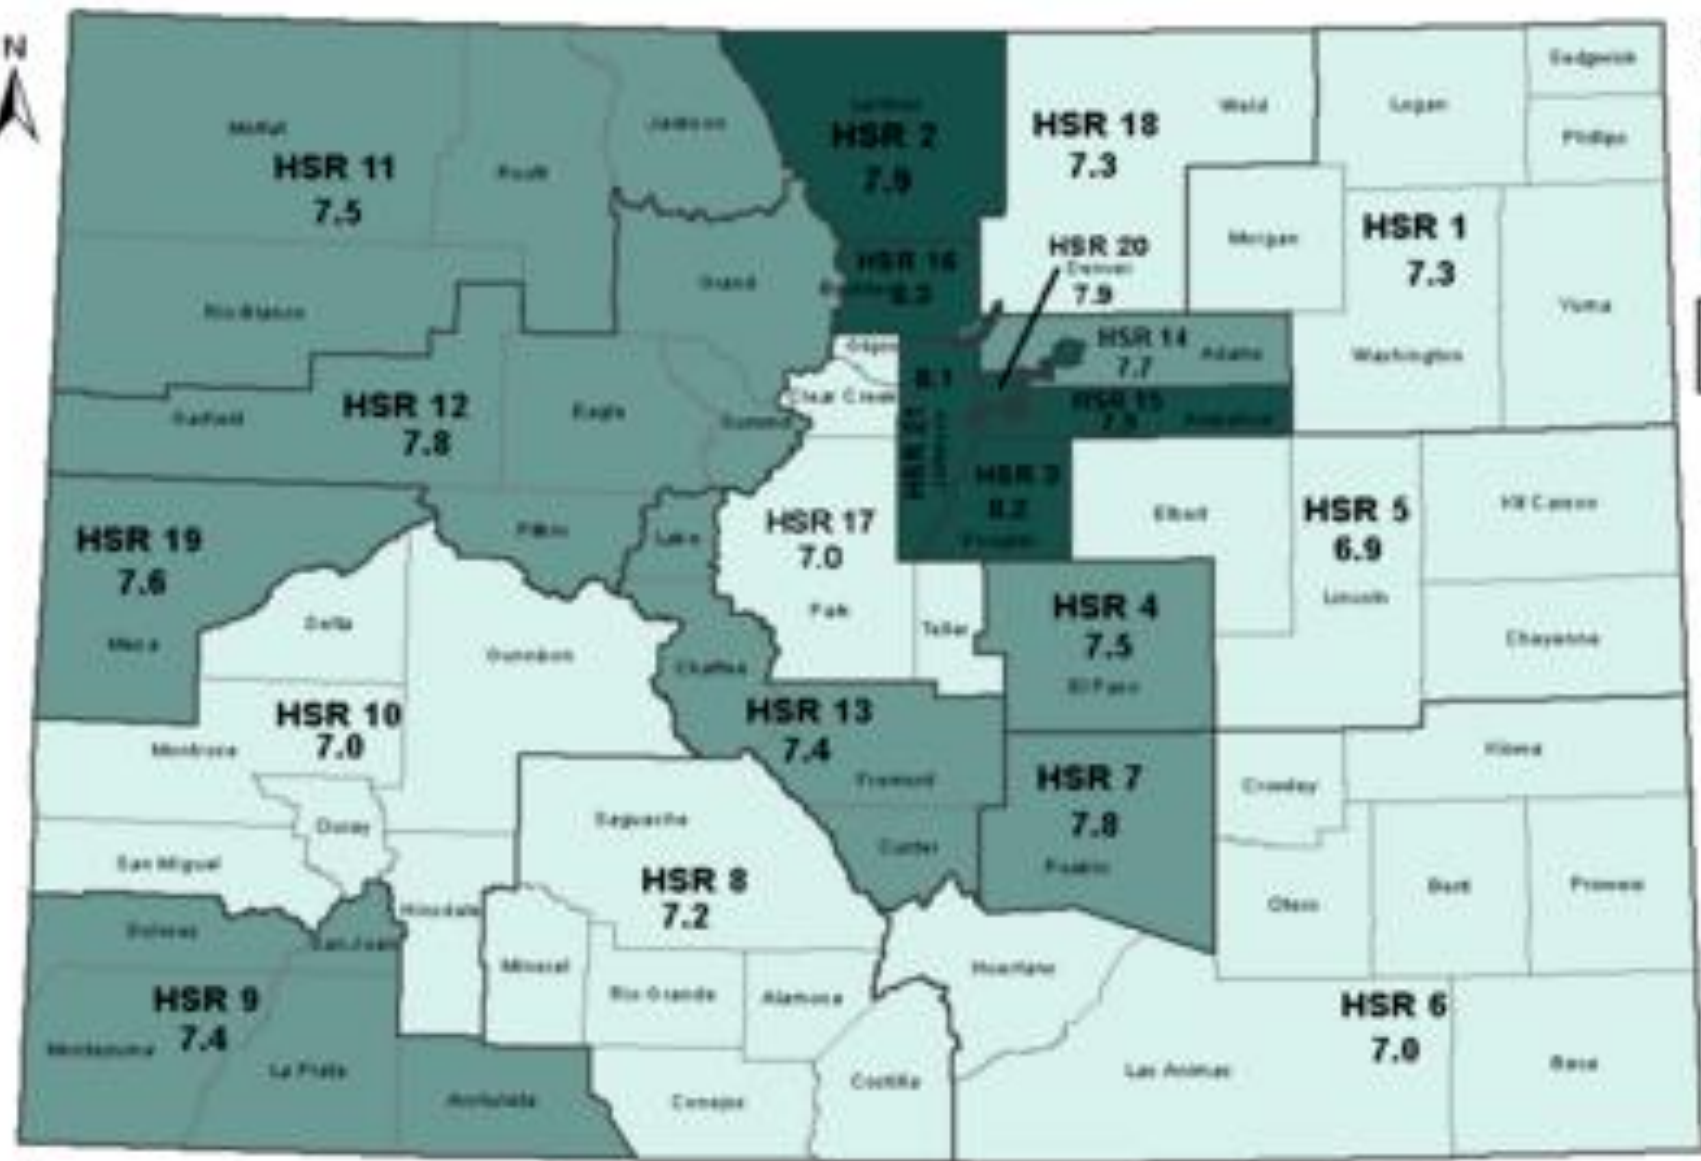 N
Sedgwick
Logan
Weld
Phillips
HSR 2
7.9
HSR 18
7.3
Moffat
HSR 11
7.5
Routt
Jackson
Morgan
HSR 1
7.3
HSR 20
Denver
7.9
HSR 16
Grand
Rio Blanco
Yuma
HSR 14
7.7
Adams
Washington
Gilpin
Clear Creek
8.1
HSR 21
HSR 15
7.9
Garfield
HSR 12
7.8
Eagle
Summit
HSR 3
8.2
Elbert
HSR 5
6.9
Kit Carson
HSR 17
7.0
Park
Teller
Pitkin
Lake
HSR 19
7.6
Mesa
Delta
Gunnison
Chaffee
HSR 4
7.5
El Paso
Lincoln
Cheyenne
HSR 10
7.0
Montrose
HSR 13
7.4
Fremont
HSR 7
7.8
Pueblo
Kiowa
Crowley
Ouray
San Miguel
Saguache
HSR 8
7.2
Custer
Otero
Bent
Prowers
Hinsdale
Dolores
San Juan
Mineral
Rio Grande
Alamosa
Huerfano
HSR 9
7.4
Montezuma
La Plata
Archuleta
Conejos
Costilla
HSR 6
7.0
Las Animas
Baca